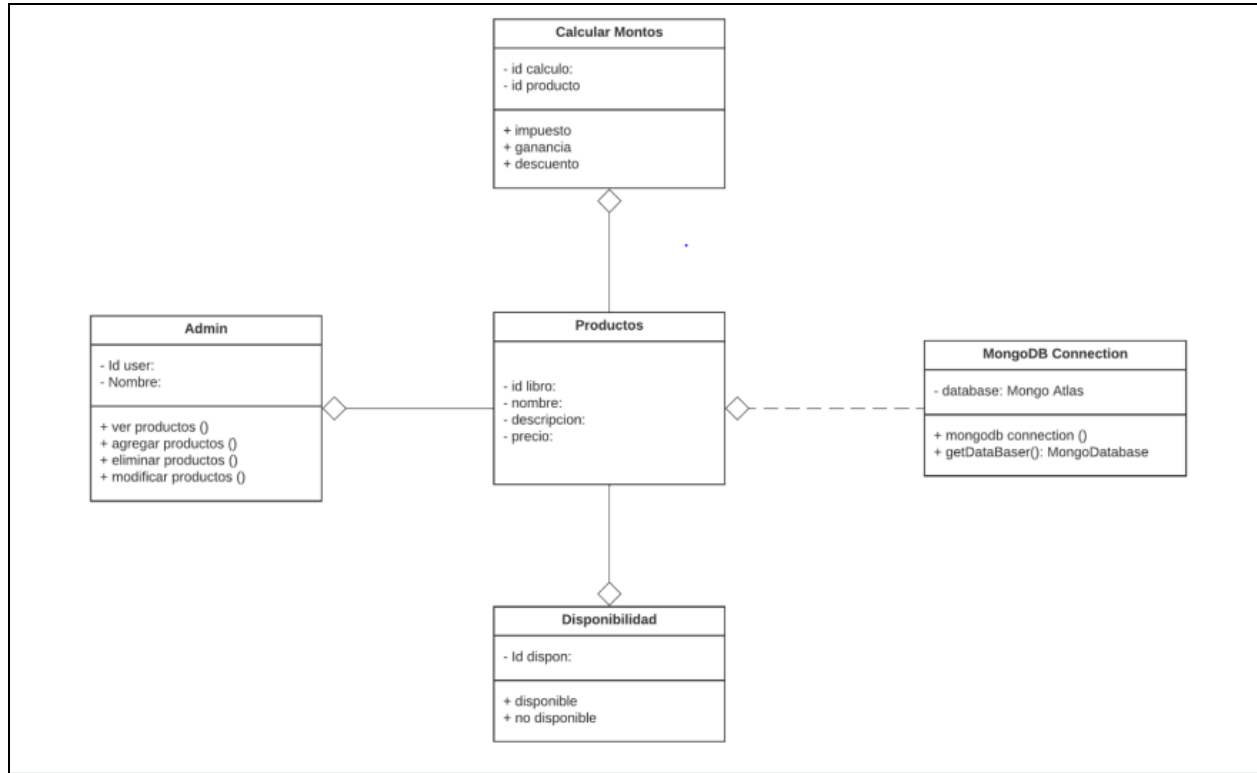 Calcular Montos
- id calculo:
- id producto
+ impuesto
+ ganancia
+ descuento
Admin
- Id user:
- Nombre:
+ ver productos ()
+ agregar productos ()
+ eliminar productos ()
+ modificar productos ()
Productos
- id libro:
- nombre:
- descripcion:
- precio:
MongoDB Connection
- database: Mongo Atlas
+ mongodb connection ()
+ getDataBaser(): MongoDatabase
Disponibilidad
- Id dispon:
+ disponible
+ no disponible